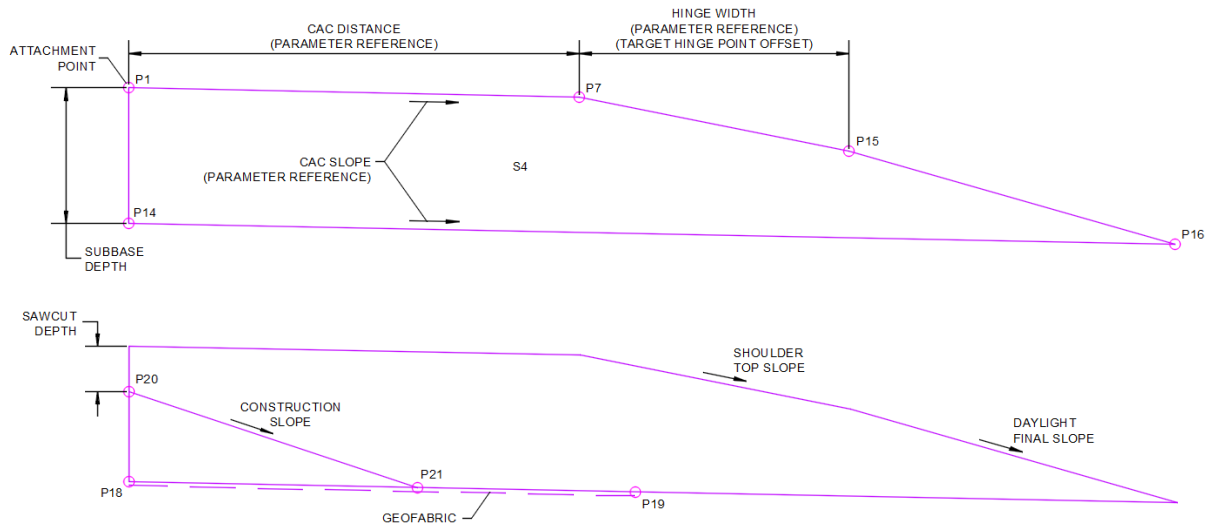 CAC DISTANCE
(PARAMETER REFERENCE)
HINGE WIDTH
(PARAMETER REFERENCE)
(TARGET HINGE POINT OFFSET)
ATTACHMENT
POINT
P1
P7
P15
CAC SLOPE
(PARAMETER REFERENCE)
S4
P14
P16
SUBBASE
DEPTH
SAWCUT
DEPTH
SHOULDER
TOP SLOPE
P20
CONSTRUCTION
SLOPE
DAYLIGHT
FINAL SLOPE
P21
P18
P19
GEOFABRIC